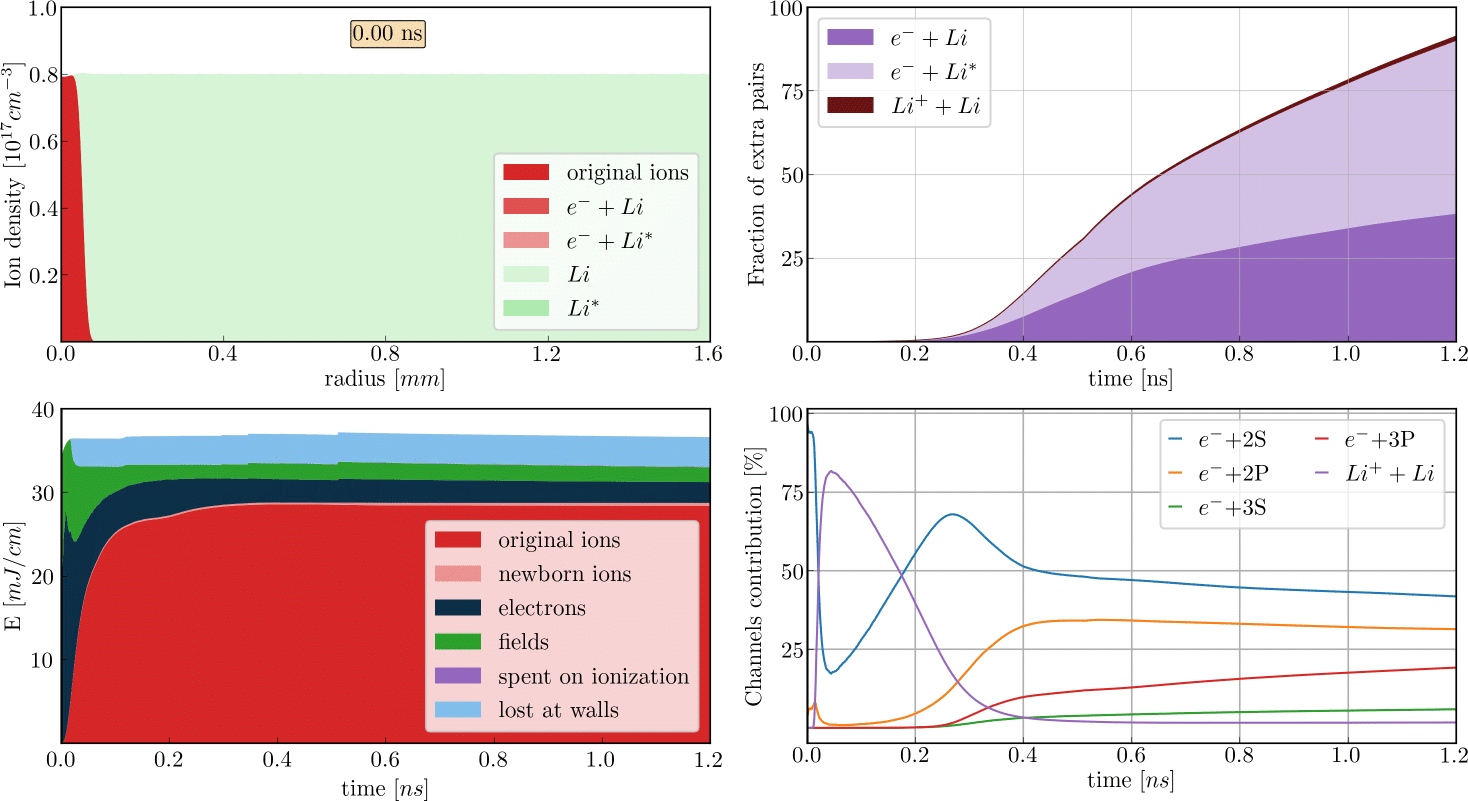 1.0
0.8
0.6
0.4
0.2
0.00 ns
Ion density [10^17 cm^−3]
original ions
e^− + Li
e^− + Li*
Li
Li*
0.0 0.4 0.8 1.2 1.6
radius [mm]
100
75
50
25
Fraction of extra pairs
e^− + Li
e^− + Li*
Li^+ + Li
0.0 0.2 0.4 0.6 0.8 1.0 1.2
time [ns]
40
30
20
10
E [mJ/cm]
original ions
newborn ions
electrons
fields
spent on ionization
lost at walls
0.0 0.2 0.4 0.6 0.8 1.0 1.2
time [ns]
100
75
50
25
Channels contribution [%]
e^−+2S
e^−+2P
e^−+3S
e^−+3P
Li^+ + Li
0.0 0.2 0.4 0.6 0.8 1.0 1.2
time [ns]